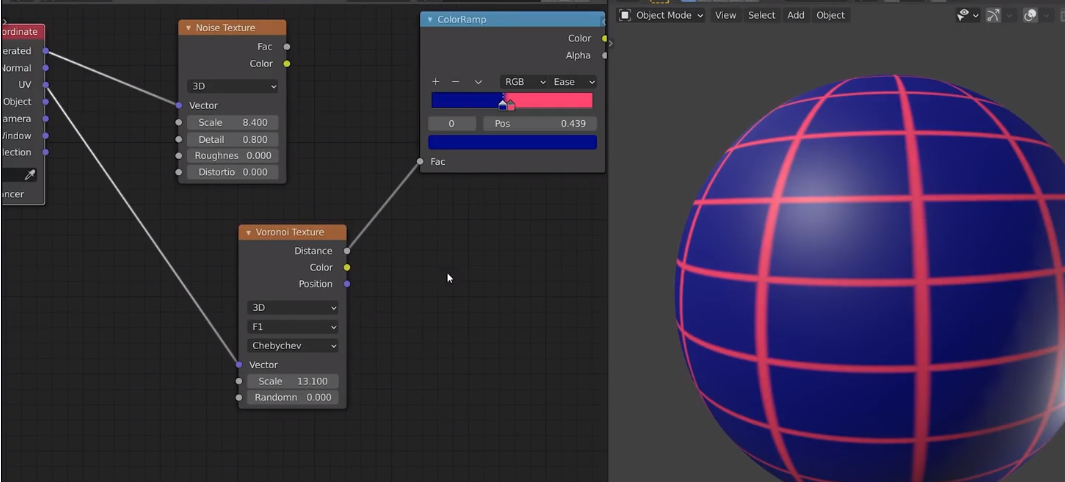 ordinate
erated
Normal
UV
Object
amera
Window
lection
ancer
Noise Texture
Fac
Color
3D
Vector
Scale 8.400
Detail 0.800
Roughnes 0.000
Distortio 0.000
Voronoi Texture
Distance
Color
Position
3D
F1
Chebychev
Vector
Scale 13.100
Randomn 0.000
ColorRamp
Color
Alpha
RGB Ease
0 Pos 0.439
Fac
Object Mode View Select Add Object